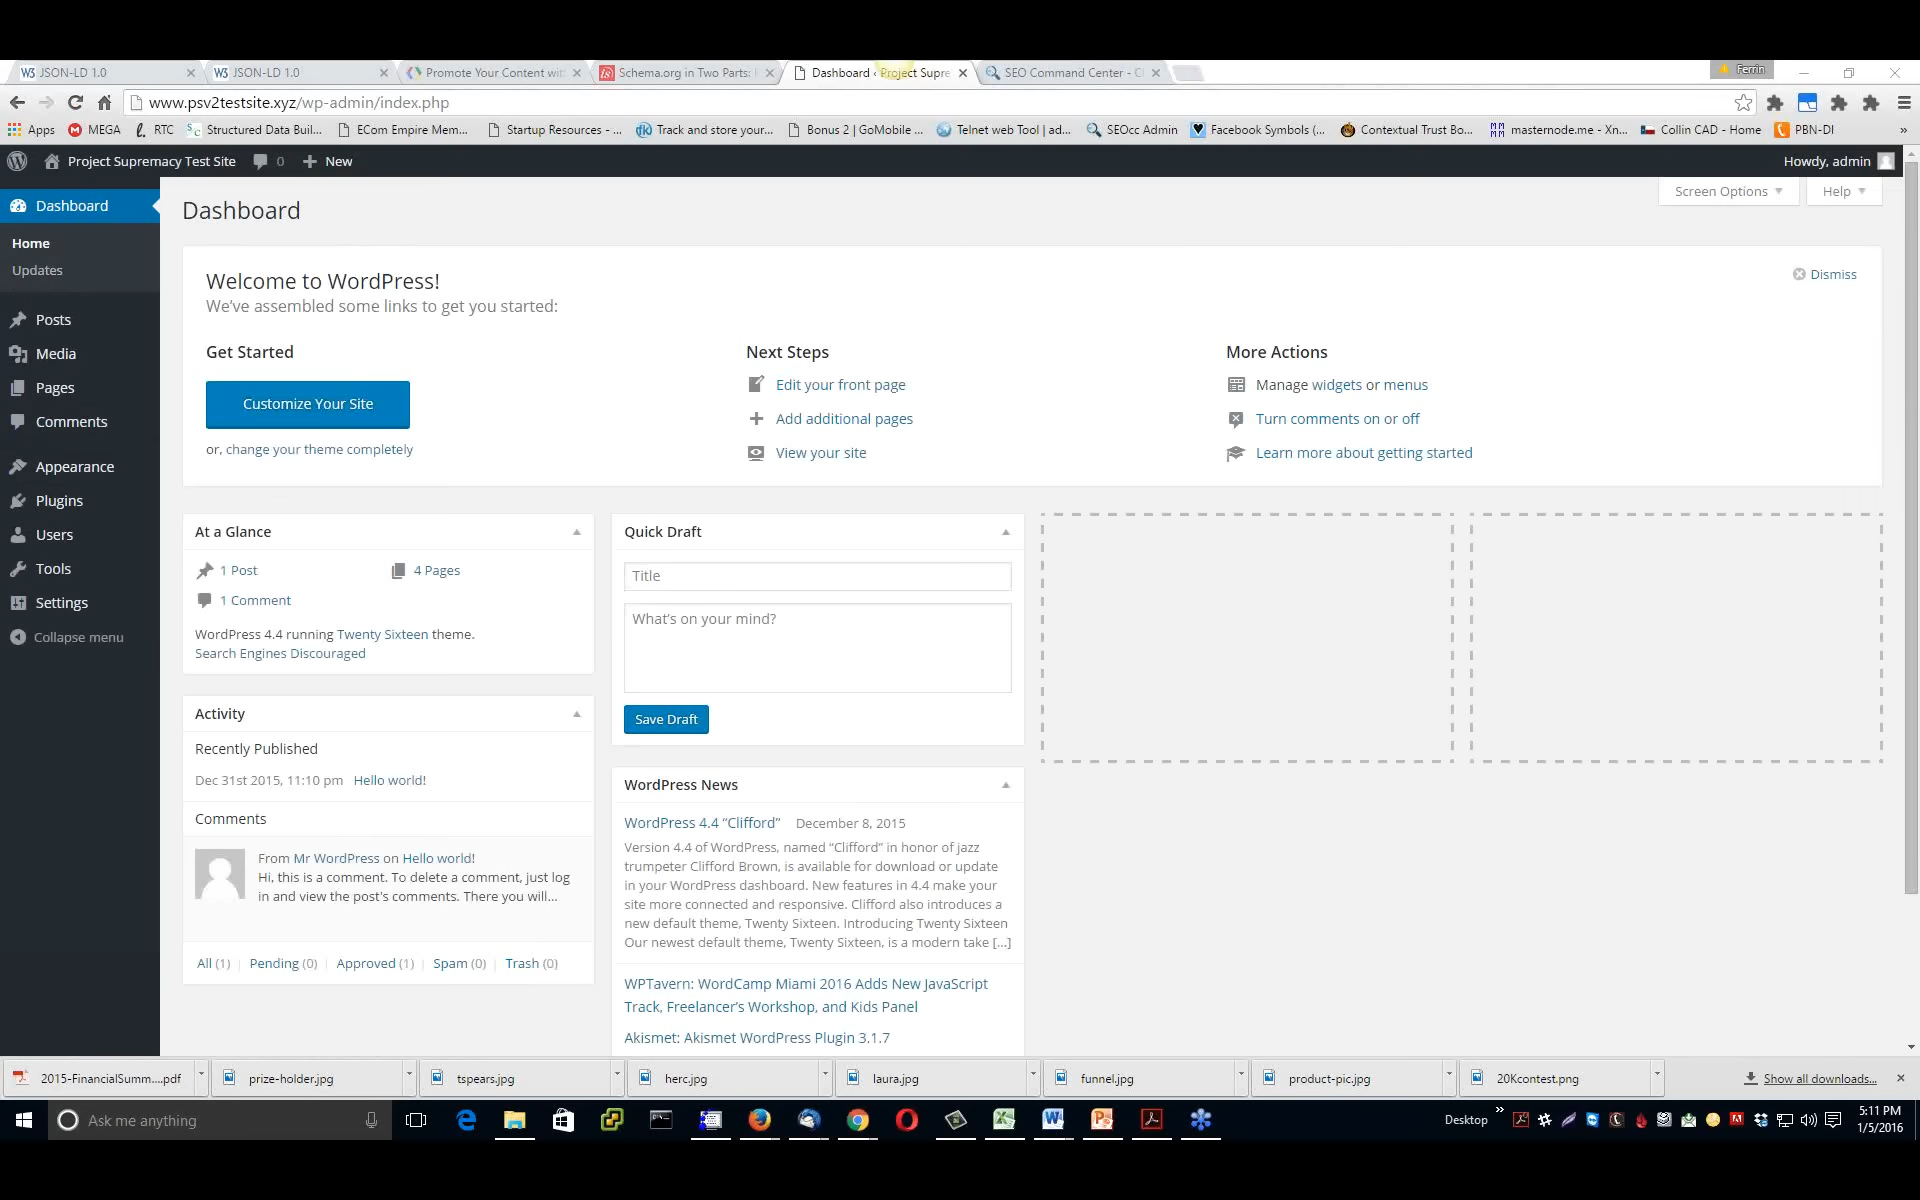 JSON-LD 1.0
JSON-LD 1.0
Promote Your Content wit
Schema.org in Two Parts:
Dashboard ‹ Project Supre
SEO Command Center - C
Ferrin
www.psv2testsite.xyz/wp-admin/index.php
Apps
MEGA
RTC
Structured Data Buil...
ECom Empire Mem...
Startup Resources - ...
Track and store your...
Bonus 2 | GoMobile ...
Telnet web Tool | ad...
SEOcc Admin
Facebook Symbols (...
Contextual Trust Bo...
masternode.me - Xn...
Collin CAD - Home
PBN-DI
»
Project Supremacy Test Site
0
New
Howdy, admin
Screen Options
Help
Dashboard
Home
Updates
Posts
Media
Pages
Comments
Appearance
Plugins
Users
Tools
Settings
Collapse menu
Dashboard
Welcome to WordPress!
We've assembled some links to get you started:
Dismiss
Get Started
Customize Your Site
or, change your theme completely
Next Steps
Edit your front page
Add additional pages
View your site
More Actions
Manage widgets or menus
Turn comments on or off
Learn more about getting started
At a Glance
1 Post
4 Pages
1 Comment
WordPress 4.4 running Twenty Sixteen theme.
Search Engines Discouraged
Activity
Recently Published
Dec 31st 2015, 11:10 pm Hello world!
Comments
From Mr WordPress on Hello world!
Hi, this is a comment. To delete a comment, just log
in and view the post's comments. There you will...
All (1) | Pending (0) | Approved (1) | Spam (0) | Trash (0)
Quick Draft
Title
What's on your mind?
Save Draft
WordPress News
WordPress 4.4 “Clifford” December 8, 2015
Version 4.4 of WordPress, named “Clifford” in honor of jazz
trumpeter Clifford Brown, is available for download or update
in your WordPress dashboard. New features in 4.4 make your
site more connected and responsive. Clifford also introduces a
new default theme, Twenty Sixteen. Introducing Twenty Sixteen
Our newest default theme, Twenty Sixteen, is a modern take [...]
WPTavern: WordCamp Miami 2016 Adds New JavaScript
Track, Freelancer's Workshop, and Kids Panel
Akismet: Akismet WordPress Plugin 3.1.7
2015-FinancialSumm....pdf
prize-holder.jpg
tspears.jpg
herc.jpg
laura.jpg
funnel.jpg
product-pic.jpg
20Kcontest.png
Show all downloads...
Ask me anything
Desktop
»
5:11 PM
1/5/2016